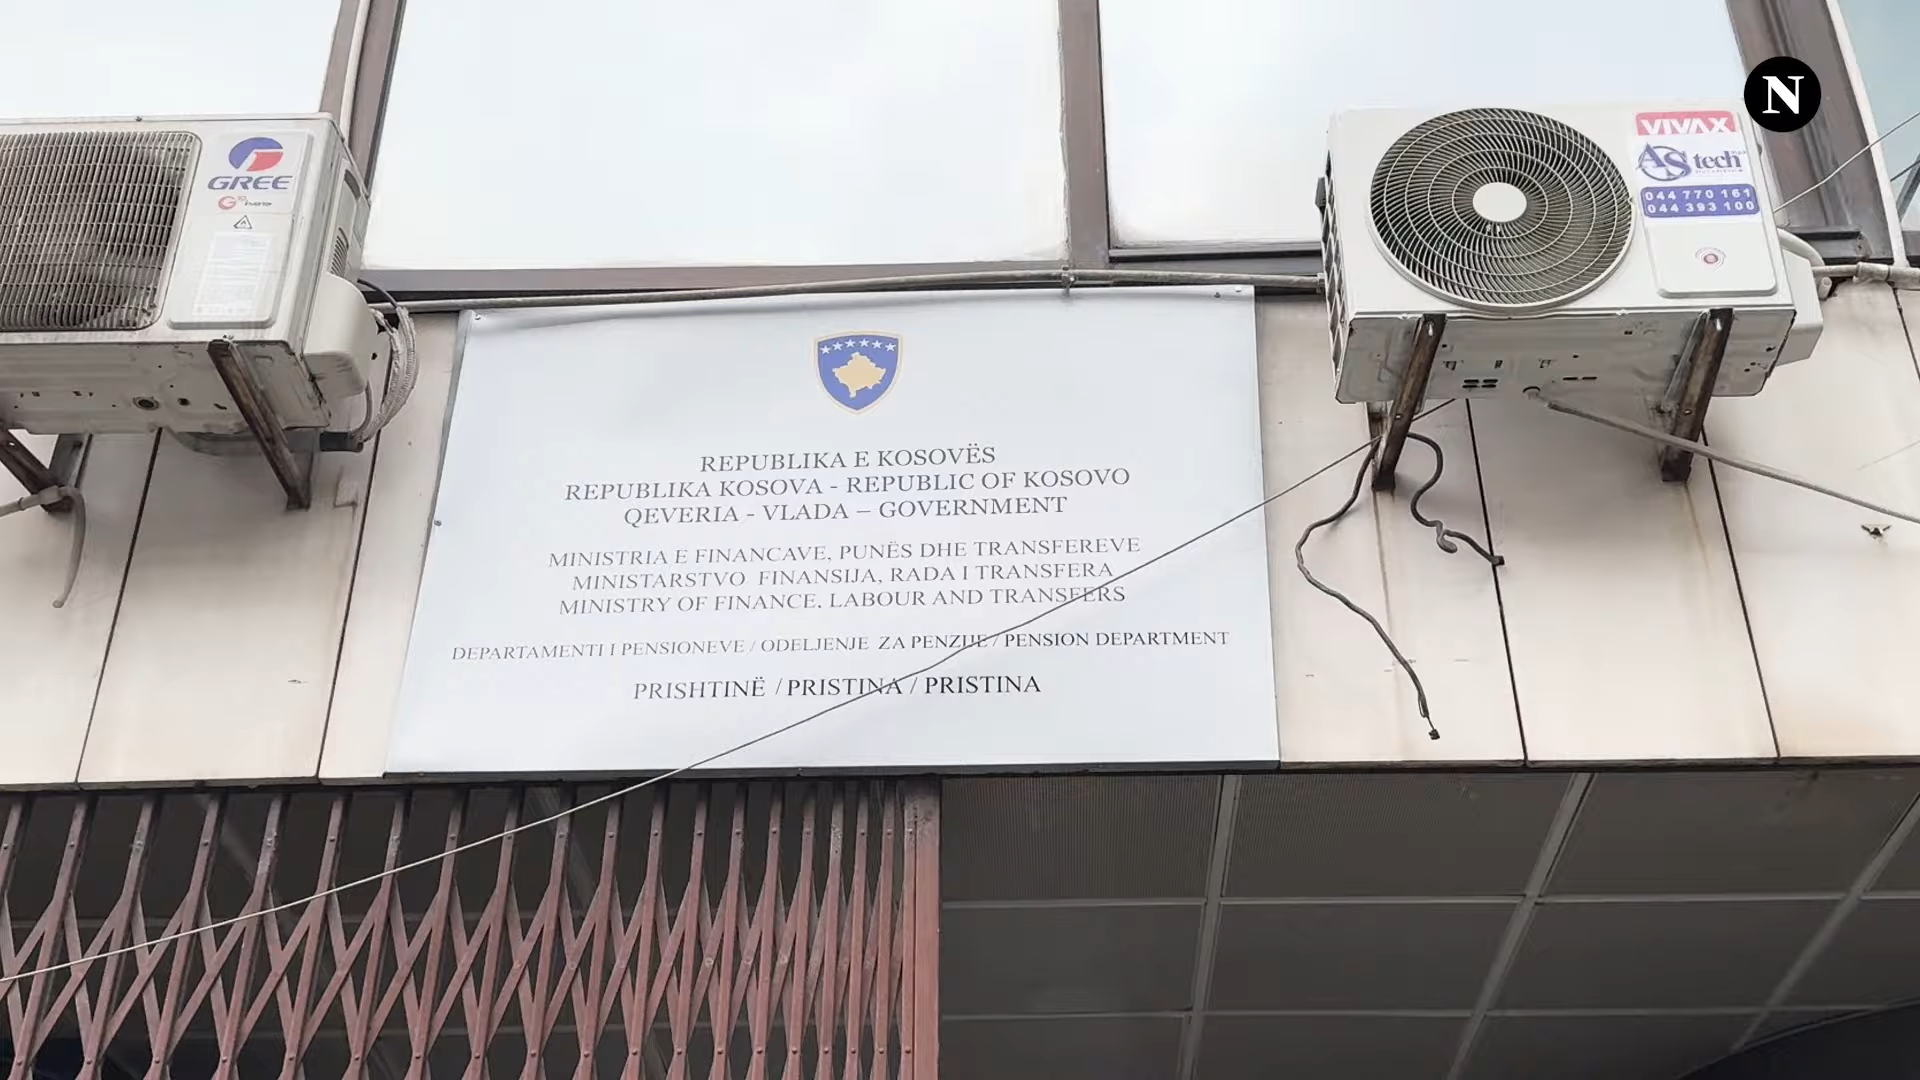 N
GREE
VIVAX
AS tech
044 770 161
044 393 100
REPUBLIKA E KOSOVËS
REPUBLIKA KOSOVA - REPUBLIC OF KOSOVO
QEVERIA - VLADA – GOVERNMENT
MINISTRIA E FINANCAVE, PUNËS DHE TRANSFEREVE
MINISTARSTVO FINANSIJA, RADA I TRANSFERA
MINISTRY OF FINANCE, LABOUR AND TRANSFERS
DEPARTAMENTI I PENSIONEVE / ODELJENJE ZA PENZIJE / PENSION DEPARTMENT
PRISHTINË / PRISTINA / PRISTINA